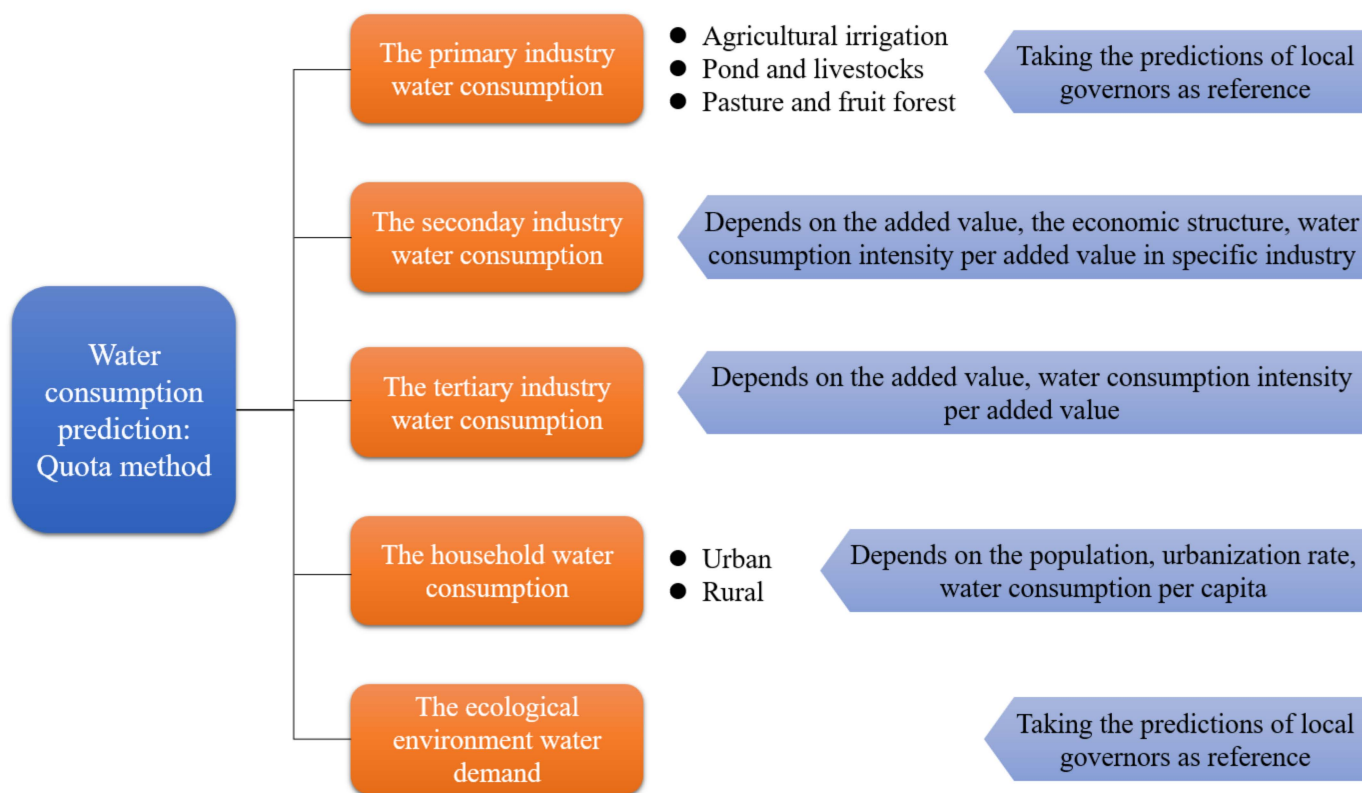 Water
consumption
prediction:
Quota method
The primary industry
water consumption
● Agricultural irrigation
● Pond and livestocks
● Pasture and fruit forest
Taking the predictions of local
governors as reference
The seconday industry
water consumption
Depends on the added value, the economic structure, water
consumption intensity per added value in specific industry
The tertiary industry
water consumption
Depends on the added value, water consumption intensity
per added value
The household water
consumption
● Urban
● Rural
Depends on the population, urbanization rate,
water consumption per capita
The ecological
environment water
demand
Taking the predictions of local
governors as reference